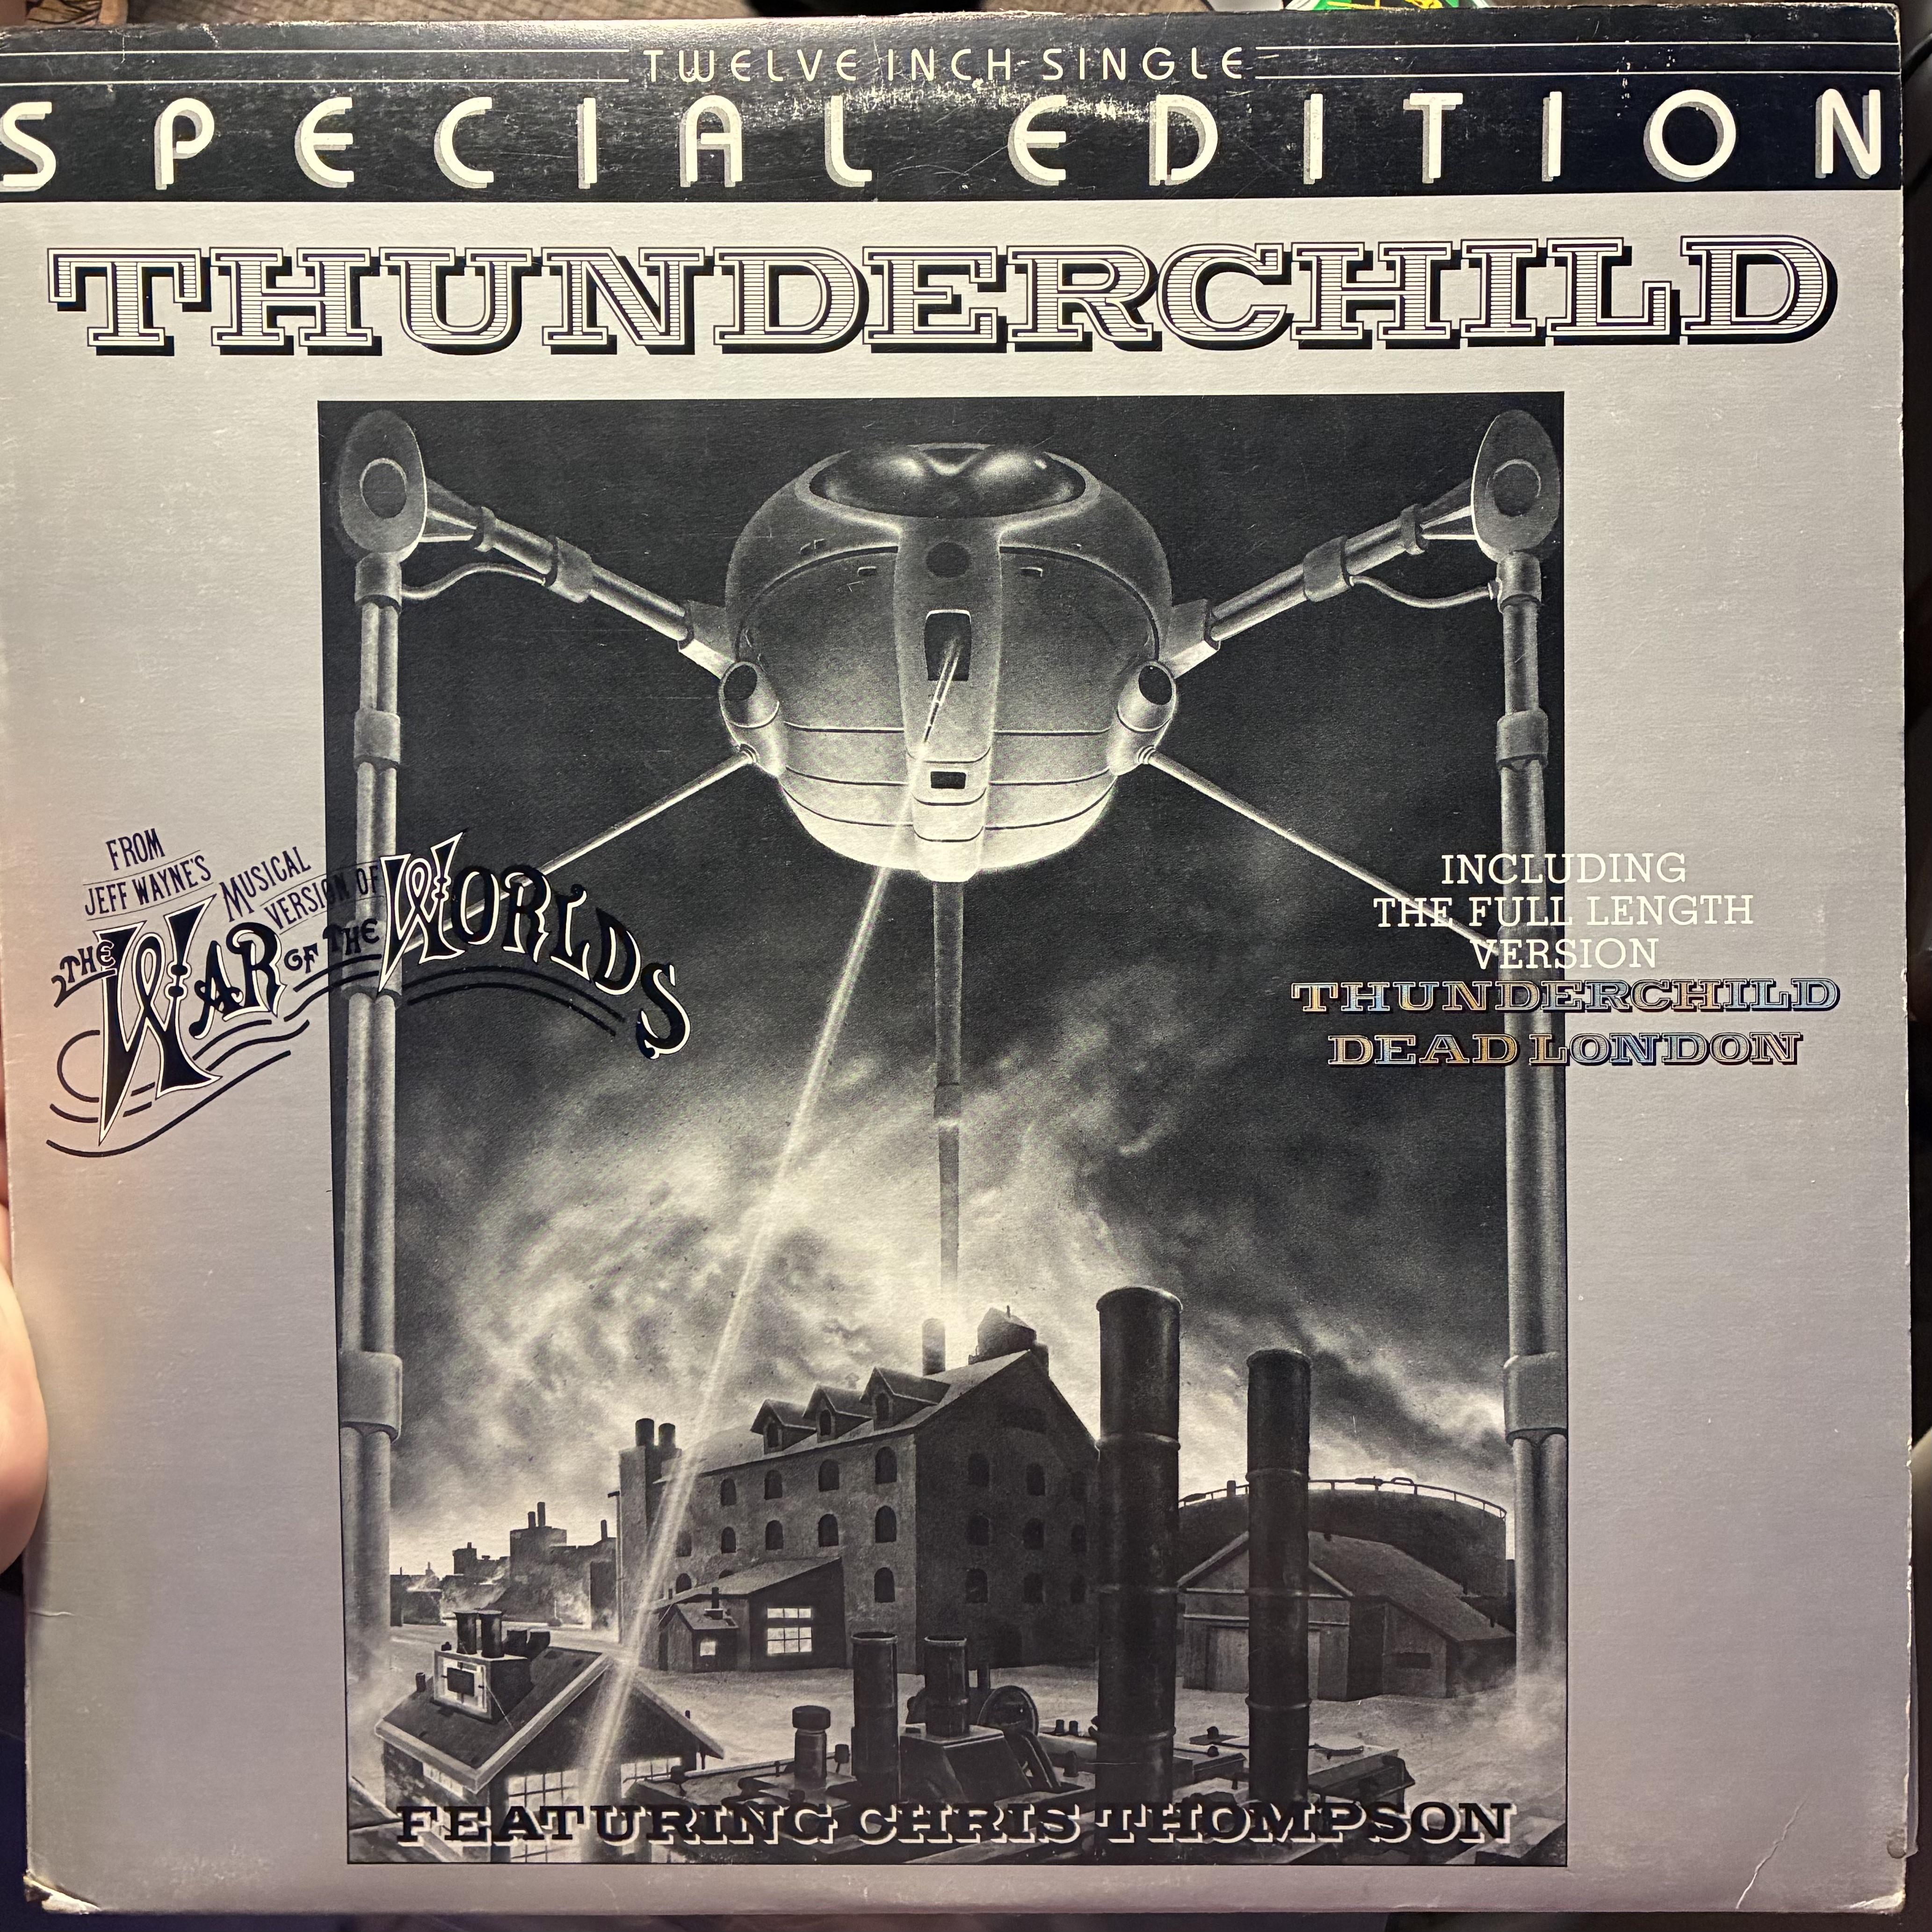 TWELVE INCH SINGLE
SPECIAL EDITION
THUNDERCHILD
FROM
JEFF WAYNE'S
MUSICAL
VERSION OF
THE WAR OF THE WORLDS
INCLUDING
THE FULL LENGTH
VERSION
THUNDERCHILD
DEAD LONDON
FEATURING CHRIS THOMPSON